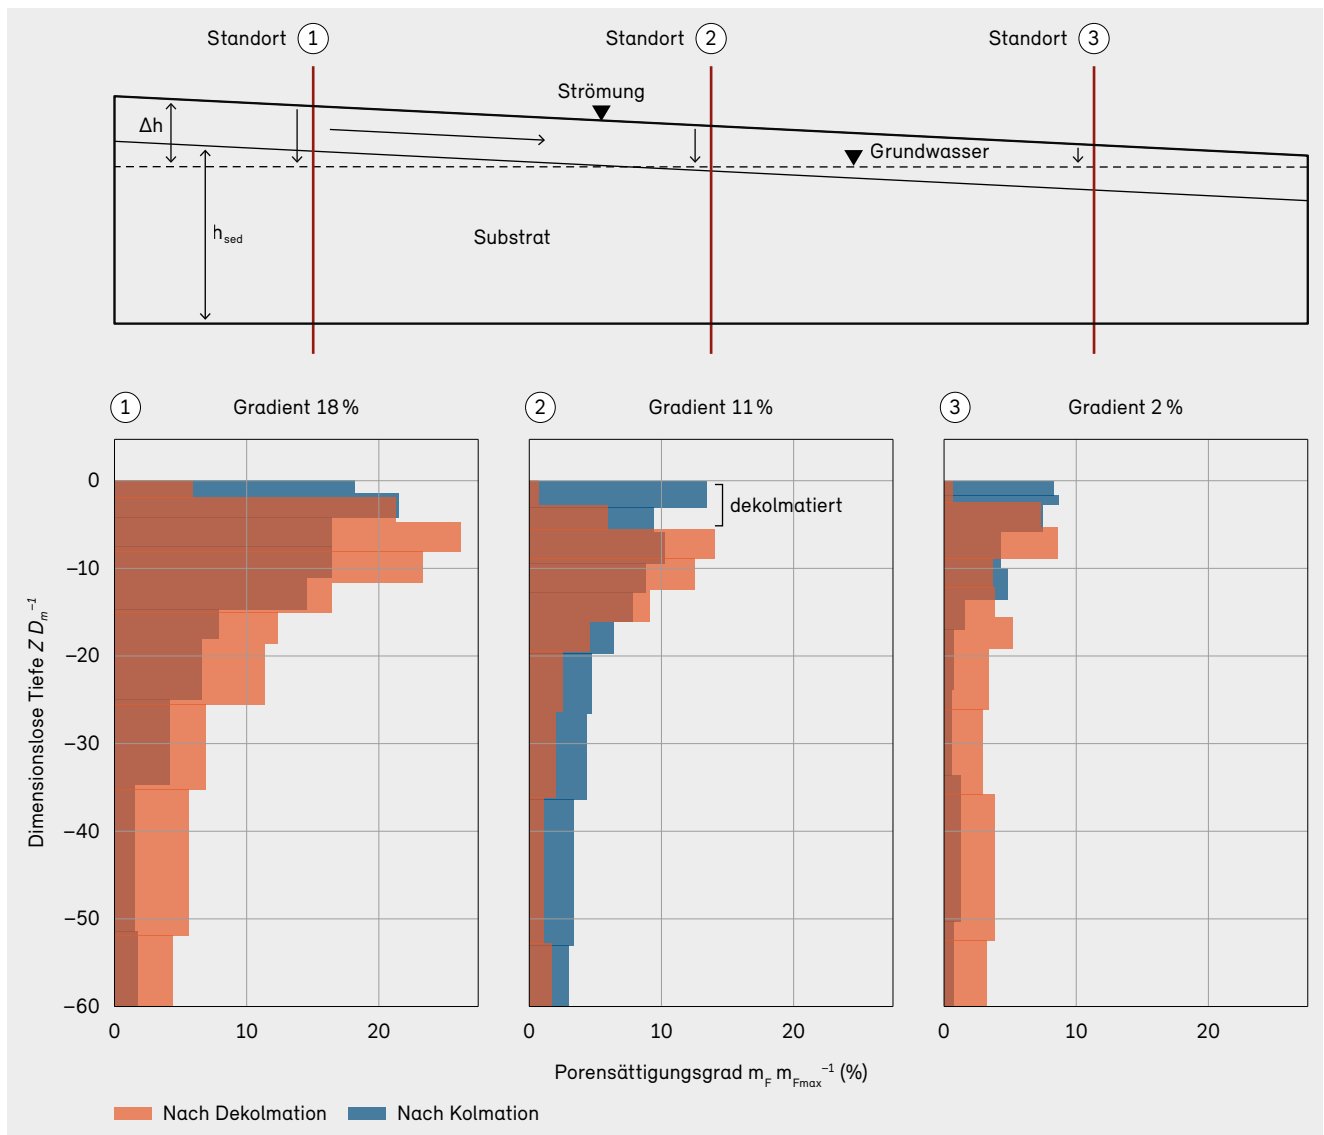 Standort 1 Standort 2 Standort 3
Strömung
Δh
Grundwasser
h_sed
Substrat
1 Gradient 18 % 2 Gradient 11 % 3 Gradient 2 %
0
dekolmatiert
−10
−20
−30
−40
−50
−60
Dimensionslose Tiefe Z D_m^−1
0 10 20 0 10 20 0 10 20
Porensättigungsgrad m_F m_Fmax^−1 (%)
Nach Dekolmation Nach Kolmation